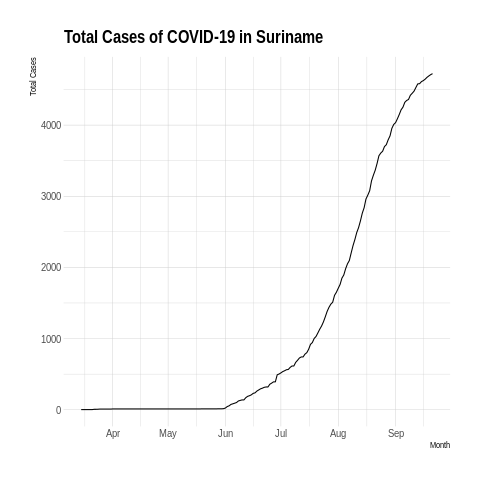 Total Cases of COVID-19 in Suriname
Total Cases
4000
3000
2000
1000
0
Apr May Jun Jul Aug Sep
Month